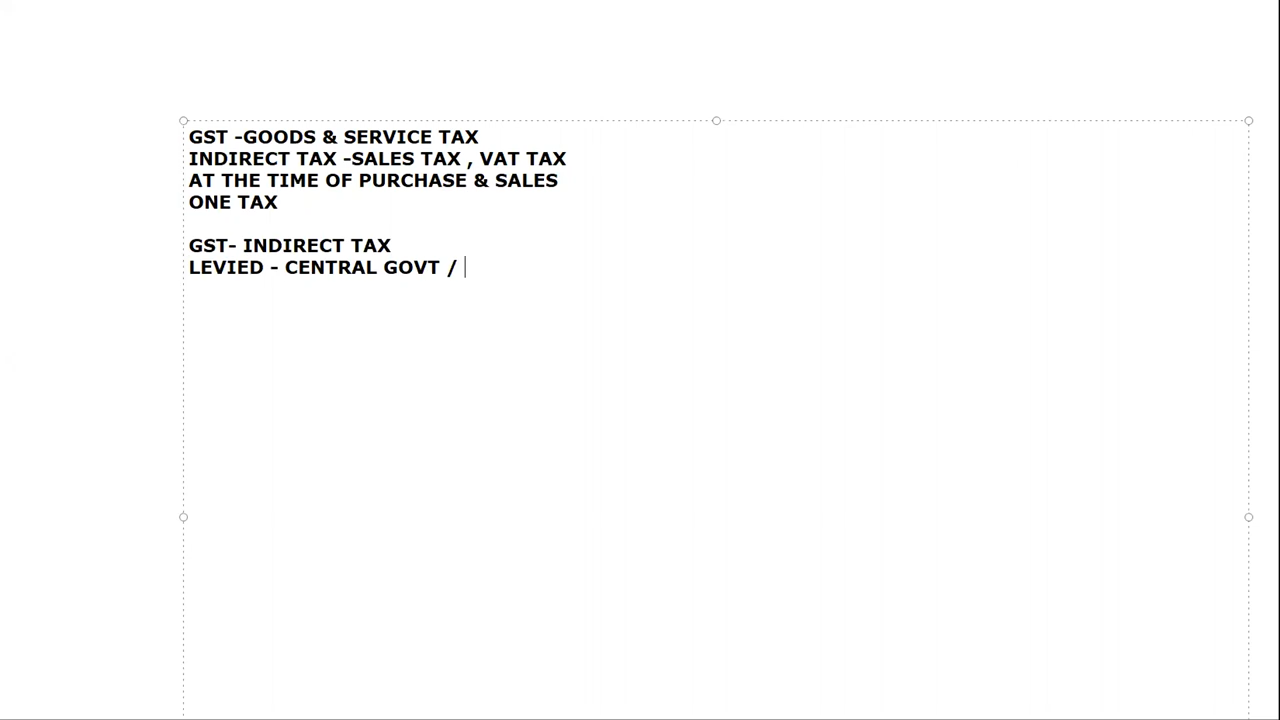 GST -GOODS & SERVICE TAX
INDIRECT TAX -SALES TAX , VAT TAX
AT THE TIME OF PURCHASE & SALES
ONE TAX
GST- INDIRECT TAX
LEVIED - CENTRAL GOVT /